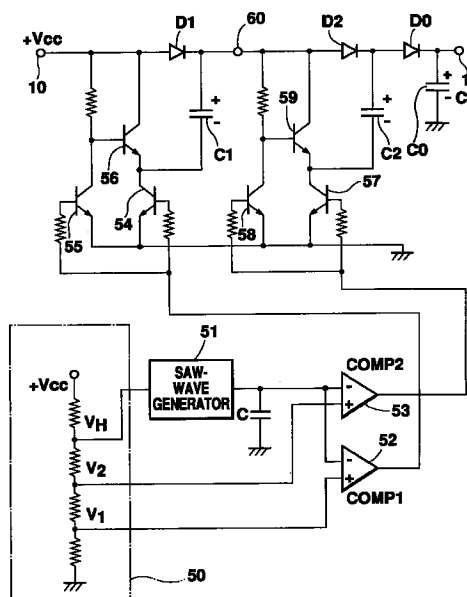 D1 60 D2 D0
+Vcc
10 1
59 C
56 C1 C2 C0
54 57
55 58
51
SAW-WAVE GENERATOR
COMP2
+Vcc
- +
53
VH C 52
V2 - +
V1 COMP1
50